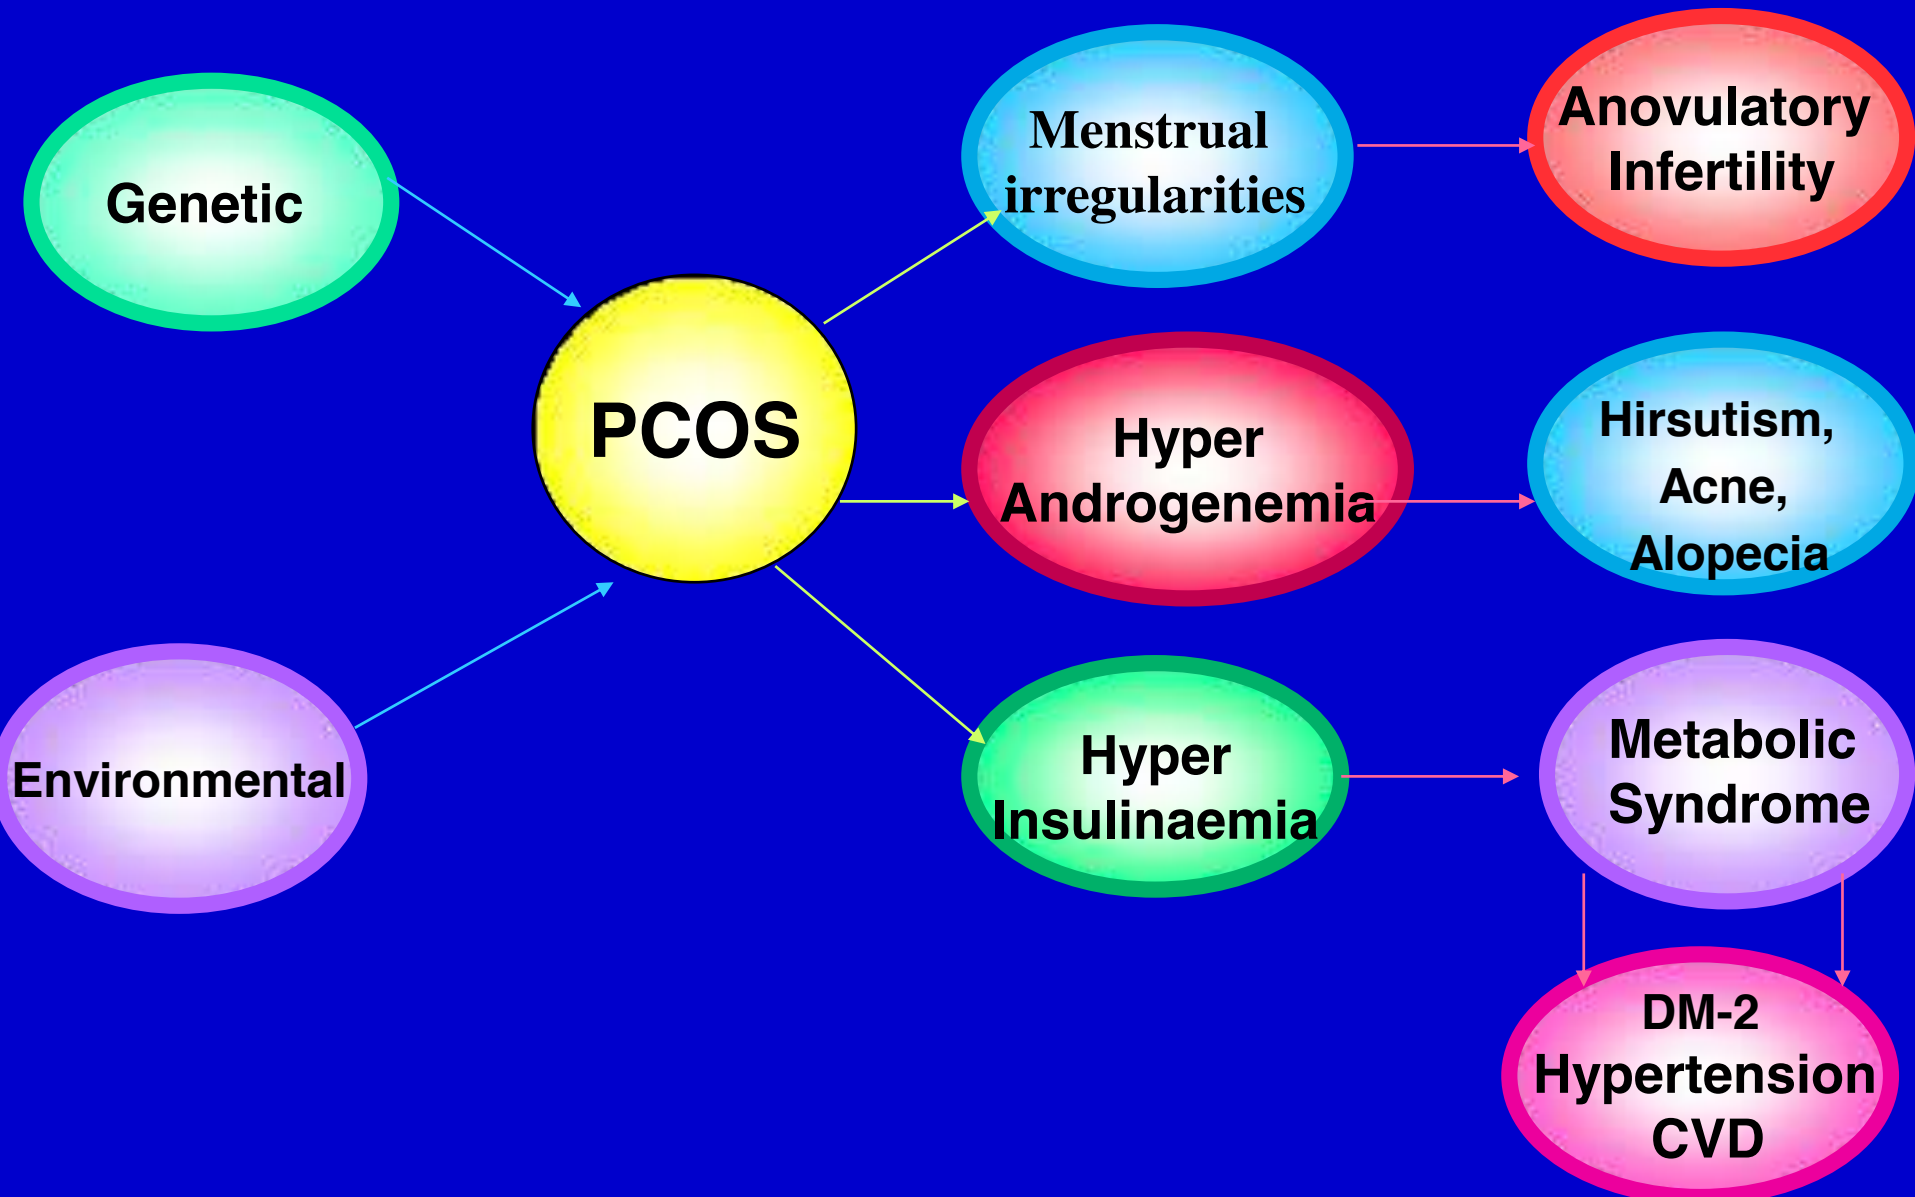 Genetic
Environmental
PCOS
Menstrual
irregularities
Hyper
Androgenemia
Hyper
Insulinaemia
Anovulatory
Infertility
Hirsutism,
Acne,
Alopecia
Metabolic
Syndrome
DM-2
Hypertension
CVD